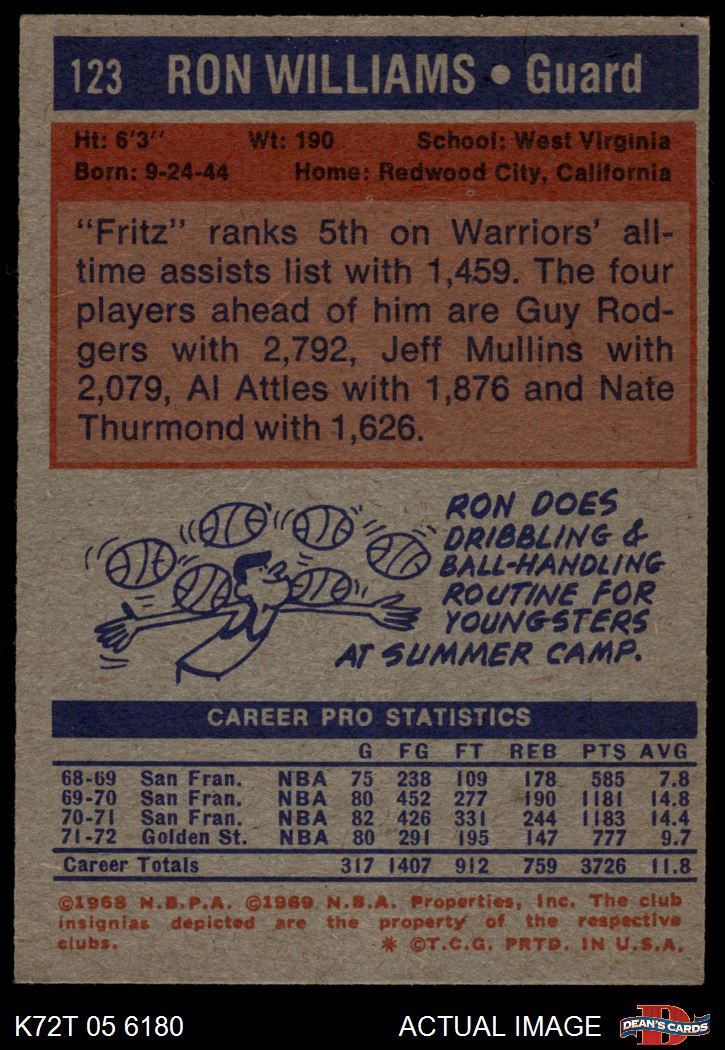 123 RON WILLIAMS • Guard
Ht: 6'3'' Wt: 190 School: West Virginia
Born: 9-24-44 Home: Redwood City, California
"Fritz" ranks 5th on Warriors' all-
time assists list with 1,459. The four
players ahead of him are Guy Rod-
gers with 2,792, Jeff Mullins with
2,079, Al Attles with 1,876 and Nate
Thurmond with 1,626.
RON DOES
DRIBBLING &
BALL-HANDLING
ROUTINE FOR
YOUNGSTERS
AT SUMMER CAMP.
CAREER PRO STATISTICS
G FG FT REB PTS AVG
68-69 San Fran. NBA 75 238 109 178 585 7.8
69-70 San Fran. NBA 80 452 277 190 1181 14.8
70-71 San Fran. NBA 82 426 331 244 1183 14.4
71-72 Golden St. NBA 80 291 195 147 777 9.7
Career Totals 317 1407 912 759 3726 11.8
©1968 N.B.P.A. ©1969 N.B.A. Properties, Inc. The club
insignias depicted are the property of the respective
clubs. * ©T.C.G. PRTD. IN U.S.A.
K72T 05 6180 ACTUAL IMAGE D DEAN'S CARDS